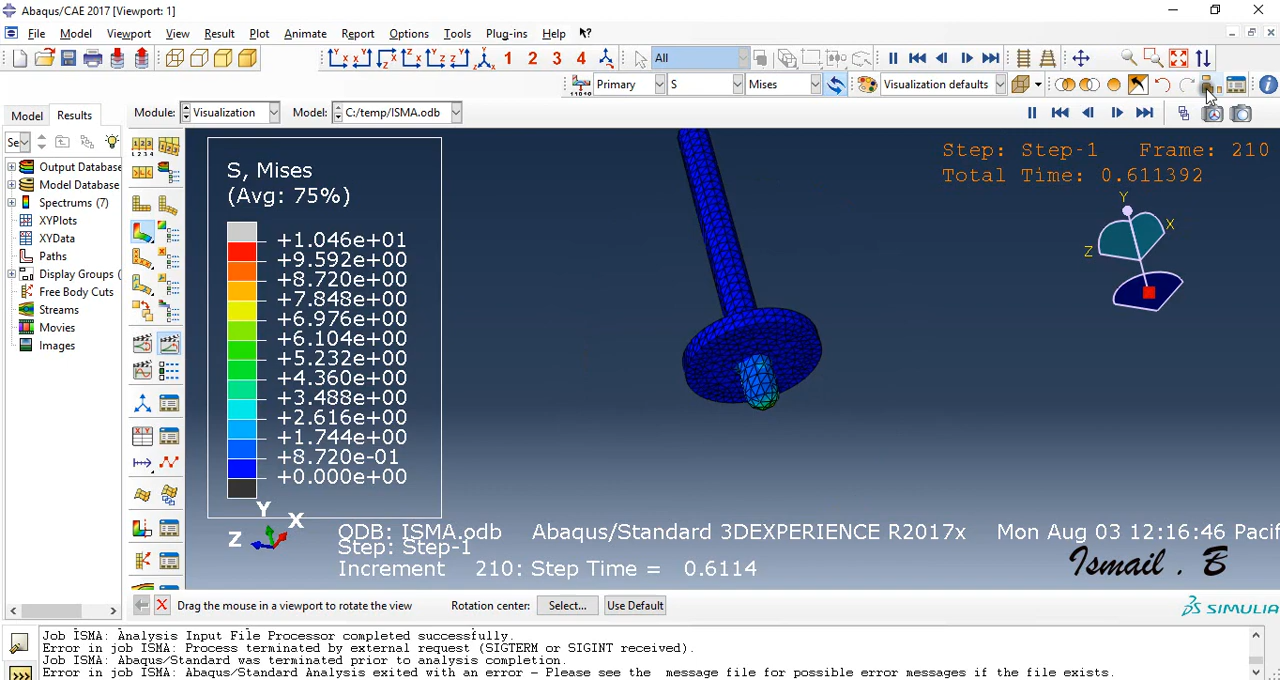 Abaqus/CAE 2017 [Viewport: 1]
File Model Viewport View Result Plot Animate Report Options Tools Plug-ins Help
1 2 3 4 All
Primary S Mises Visualization defaults
Model Results Module: Visualization Model: C:/temp/ISMA.odb
Se
Output Database
Model Database
Spectrums (7)
XYPlots
XYData
Paths
Display Groups (
Free Body Cuts
Streams
Movies
Images
S, Mises
(Avg: 75%)
+1.046e+01
+9.592e+00
+8.720e+00
+7.848e+00
+6.976e+00
+6.104e+00
+5.232e+00
+4.360e+00
+3.488e+00
+2.616e+00
+1.744e+00
+8.720e-01
+0.000e+00
Step: Step-1 Frame: 210
Total Time: 0.611392
Y
X
Z
Y
X
Z
ODB: ISMA.odb Abaqus/Standard 3DEXPERIENCE R2017x Mon Aug 03 12:16:46 Pacif
Step: Step-1
Increment 210: Step Time = 0.6114
Ismail . B
Drag the mouse in a viewport to rotate the view Rotation center: Select... Use Default
SIMULIA
Job ISMA: Analysis Input File Processor completed successfully.
Error in job ISMA: Process terminated by external request (SIGTERM or SIGINT received).
Job ISMA: Abaqus/Standard was terminated prior to analysis completion.
Error in job ISMA: Abaqus/Standard Analysis exited with an error - Please see the message file for possible error messages if the file exists.
>>>